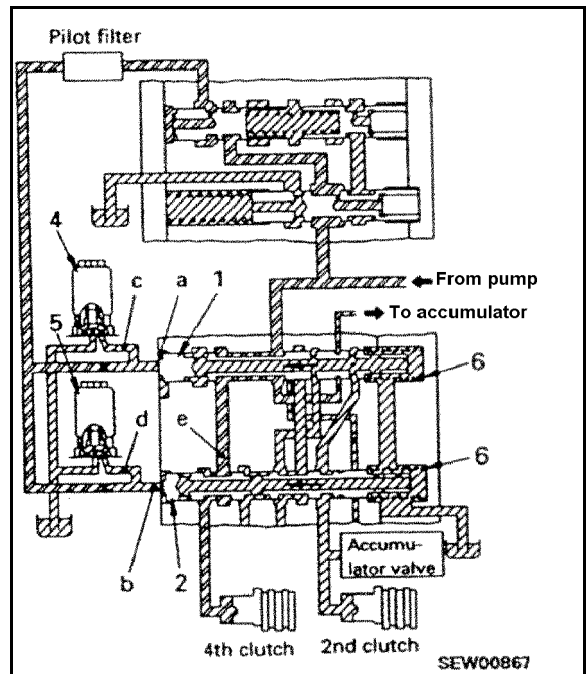 Pilot filter
4
c
a
1
From pump
To accumulator
5
6
d
e
6
b
2
Accumu-
lator valve
4th clutch
2nd clutch
SEW00867